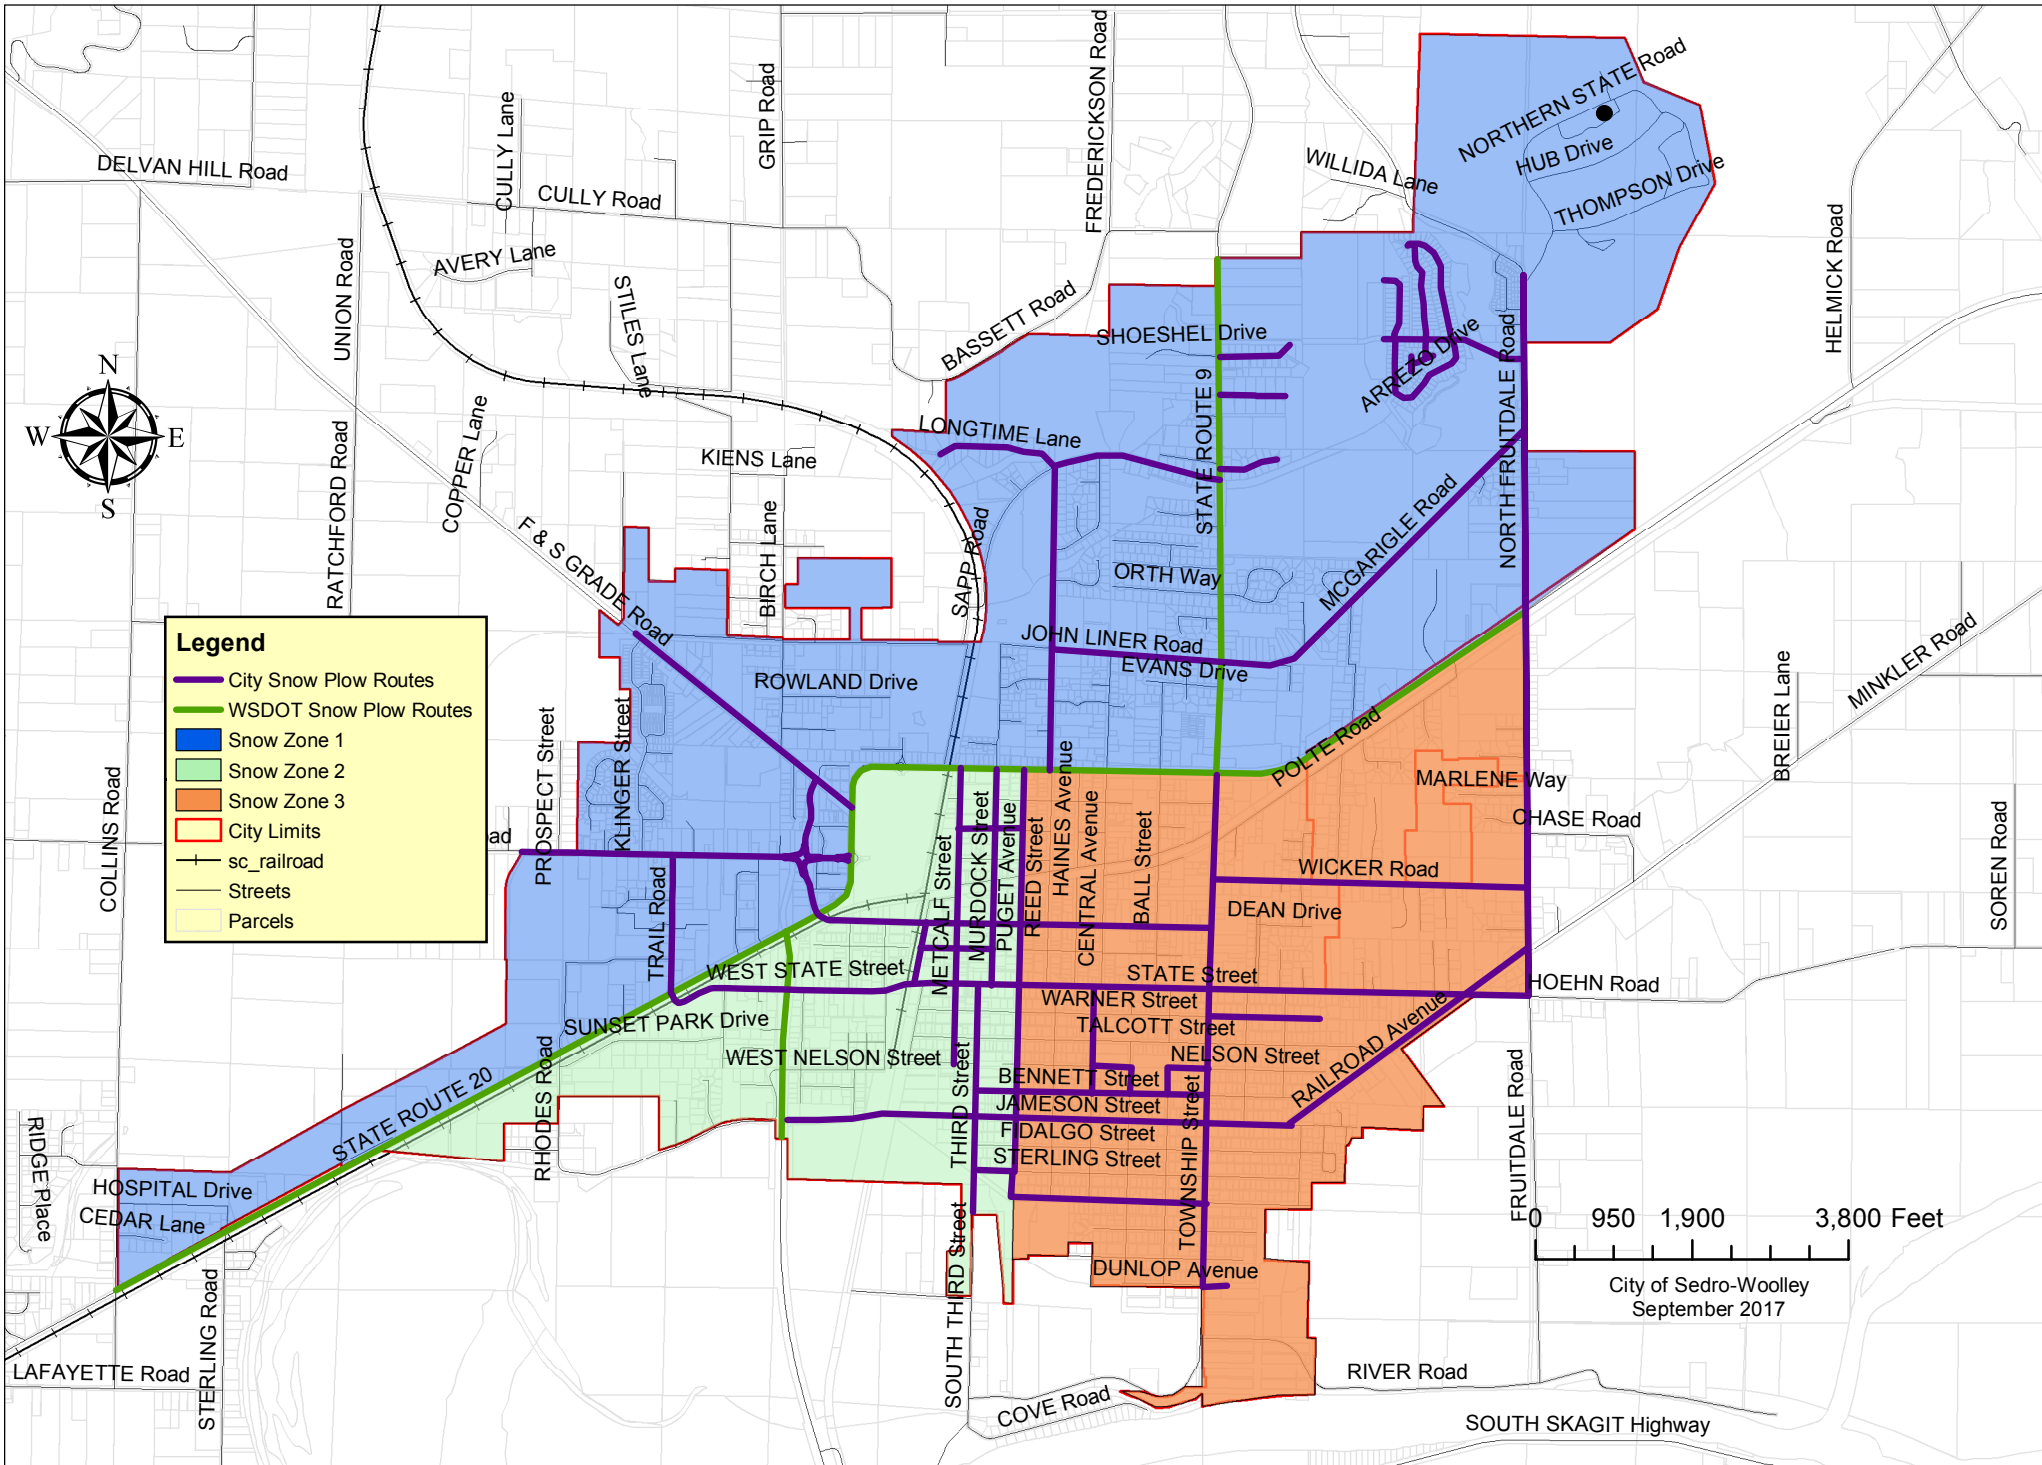 DELVAN HILL Road
CULLY Lane
CULLY Road
GRIP Road
FREDERICKSON Road
NORTHERN STATE Road
HUB Drive
THOMPSON Drive
WILLIDA Lane
HELMICK Road
UNION Road
AVERY Lane
STILES Lane
BASSETT Road
SHOESHEL Drive
ARREZO Drive
NORTH FRUITDALE Road
STATE ROUTE 9
N
W
E
S
RATCHFORD Road
COPPER Lane
KIENS Lane
LONGTIME Lane
F & S GRADE Road
BIRCH Lane
SAPP Road
ORTH Way
MCGARIGLE Road
JOHN LINER Road
EVANS Drive
ROWLAND Drive
POLTE Road
MINKLER Road
BREIER Lane
Legend
City Snow Plow Routes
WSDOT Snow Plow Routes
Snow Zone 1
Snow Zone 2
Snow Zone 3
City Limits
sc_railroad
Streets
Parcels
COLLINS Road
oad
PROSPECT Street
KLINGER Street
TRAIL Road
METCALF Street
MURDOCK Street
PUGET Avenue
REED Street
HAINES Avenue
CENTRAL Avenue
BALL Street
MARLENE Way
CHASE Road
WICKER Road
DEAN Drive
SOREN Road
WEST STATE Street
STATE Street
HOEHN Road
WARNER Street
SUNSET PARK Drive
TALCOTT Street
WEST NELSON Street
NELSON Street
RAILROAD Avenue
BENNETT Street
JAMESON Street
FIDALGO Street
STERLING Street
THIRD Street
TOWNSHIP Street
FRUITDALE Road
STATE ROUTE 20
RHODES Road
RIDGE Place
HOSPITAL Drive
CEDAR Lane
STERLING Road
LAFAYETTE Road
SOUTH THIRD Street
DUNLOP Avenue
COVE Road
RIVER Road
SOUTH SKAGIT Highway
0 950 1,900 3,800 Feet
City of Sedro-Woolley
September 2017